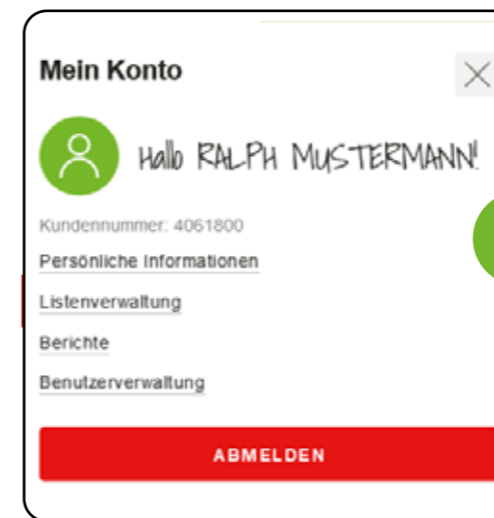 Mein Konto
Hallo RALPH MUSTERMANN!
Kundennummer: 4061800
Persönliche Informationen
Listenverwaltung
Berichte
Benutzerverwaltung
ABMELDEN